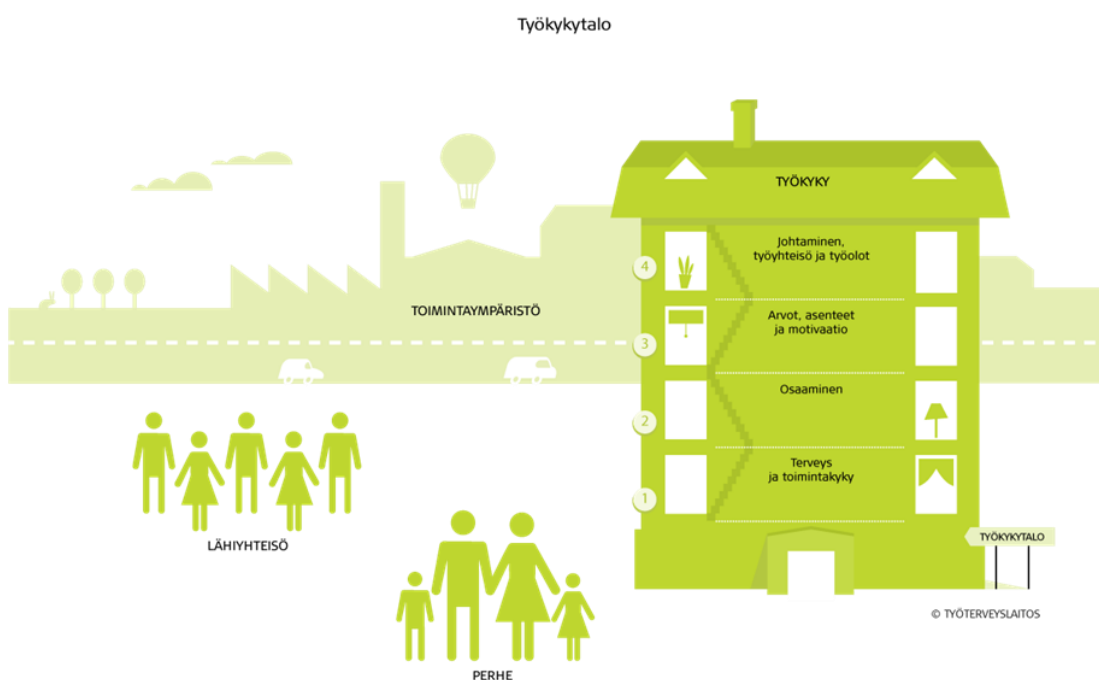 Työkykytalo
TYÖKYKY
4
Johtaminen,
työyhteisö ja työolot
3
Arvot, asenteet
ja motivaatio
2
Osaaminen
1
Terveys
ja toimintakyky
TOIMINTAYMPÄRISTÖ
LÄHIYHTEISÖ
PERHE
TYÖKYKYTALO
© TYÖTERVEYSLAITOS